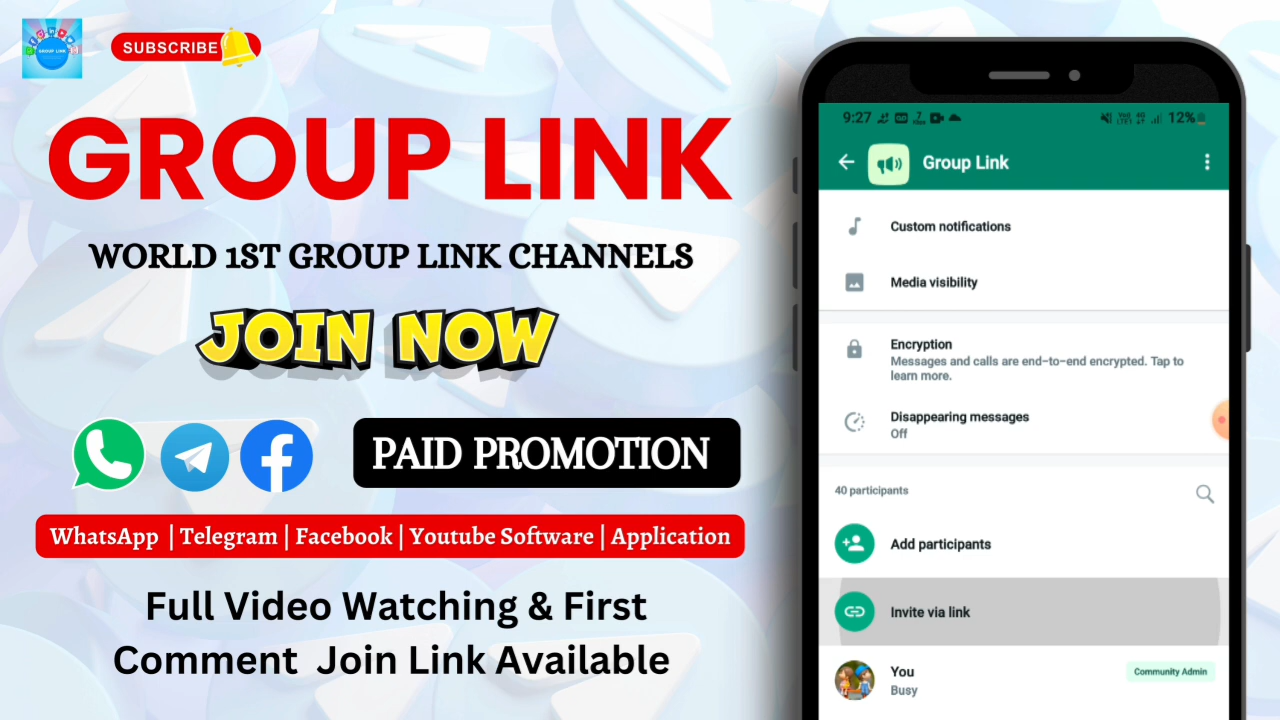 GROUP LINK
SUBSCRIBE
GROUP LINK
WORLD 1ST GROUP LINK CHANNELS
JOIN NOW
PAID PROMOTION
WhatsApp | Telegram | Facebook | Youtube Software | Application
Full Video Watching & First
Comment Join Link Available
9:27
12%
Group Link
Custom notifications
Media visibility
Encryption
Messages and calls are end-to-end encrypted. Tap to
learn more.
Disappearing messages
Off
40 participants
Add participants
Invite via link
You
Community Admin
Busy